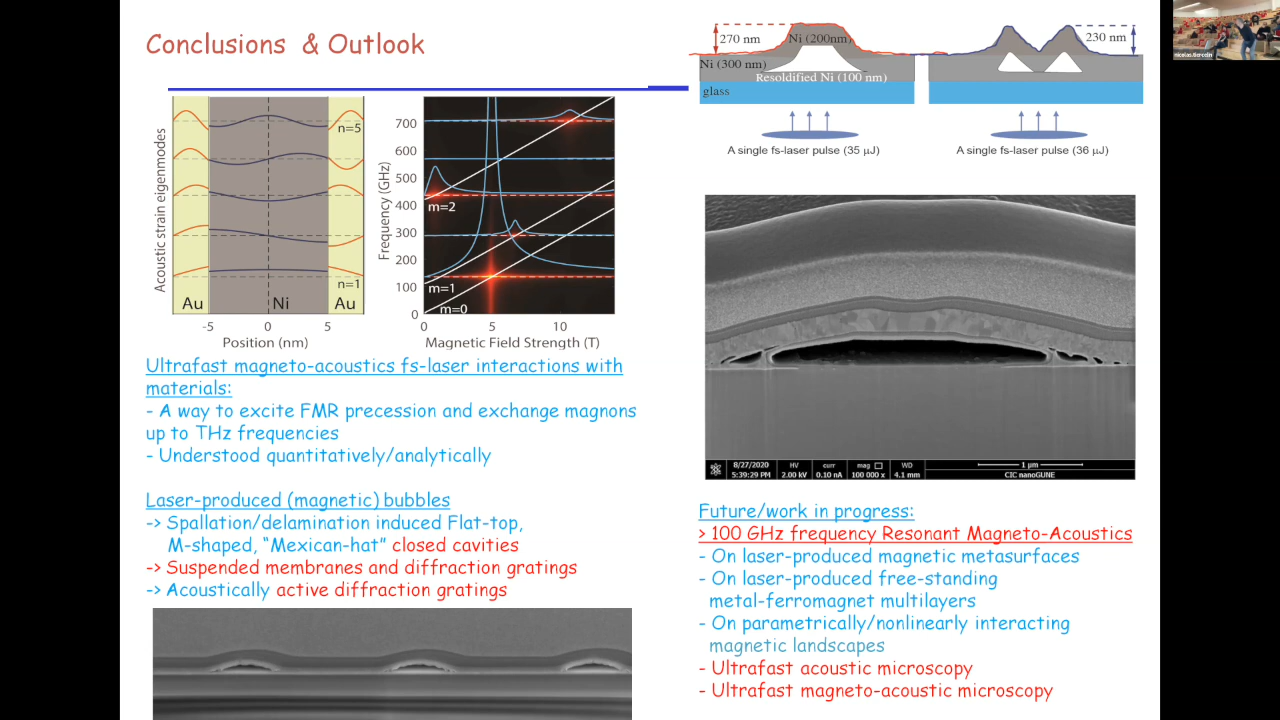 Conclusions & Outlook
270 nm
Ni (200nm)
Ni (300 nm)
Resoldified Ni (100 nm)
glass
230 nm
A single fs-laser pulse (35 µJ)
A single fs-laser pulse (36 µJ)
nicolas.tiercelin
Acoustic strain eigenmodes
n=5
n=1
Au
Ni
Au
-5
0
5
Position (nm)
Frequency (GHz)
700
600
500
400
300
200
100
0
m=2
m=1
m=0
0
5
10
Magnetic Field Strength (T)
Ultrafast magneto-acoustics fs-laser interactions with
materials:
- A way to excite FMR precession and exchange magnons
up to THz frequencies
- Understood quantitatively/analytically
Laser-produced (magnetic) bubbles
-> Spallation/delamination induced Flat-top,
M-shaped, “Mexican-hat” closed cavities
-> Suspended membranes and diffraction gratings
-> Acoustically active diffraction gratings
8/27/2020 HV curr mag WD 1 µm
5:39:29 PM 2.00 kV 0.10 nA 100 000 x 4.1 mm CIC nanoGUNE
Future/work in progress:
> 100 GHz frequency Resonant Magneto-Acoustics
- On laser-produced magnetic metasurfaces
- On laser-produced free-standing
metal-ferromagnet multilayers
- On parametrically/nonlinearly interacting
magnetic landscapes
- Ultrafast acoustic microscopy
- Ultrafast magneto-acoustic microscopy